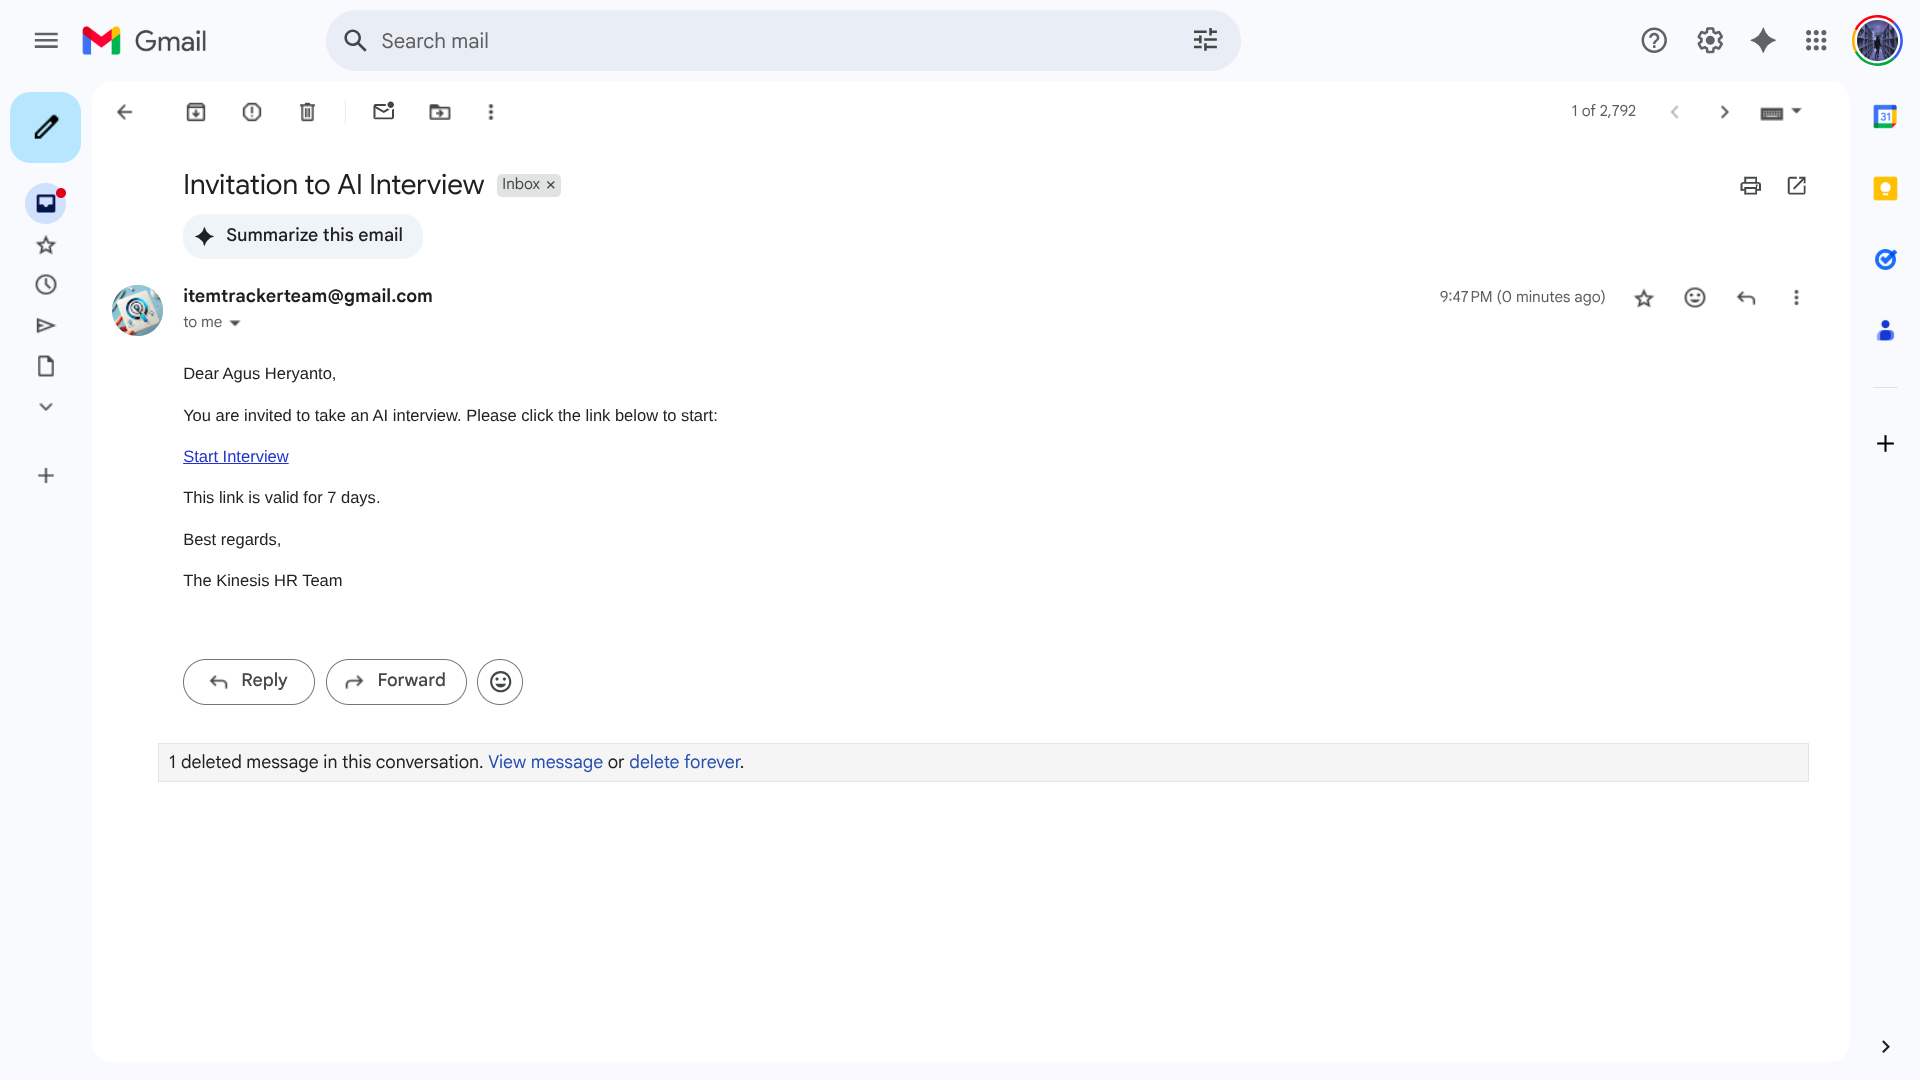 Gmail
Search mail
1 of 2,792
31
Invitation to AI Interview
Inbox ×
Summarize this email
itemtrackerteam@gmail.com
9:47 PM (0 minutes ago)
to me
Dear Agus Heryanto,
You are invited to take an AI interview. Please click the link below to start:
Start Interview
This link is valid for 7 days.
Best regards,
The Kinesis HR Team
Reply
Forward
1 deleted message in this conversation. View message or delete forever.